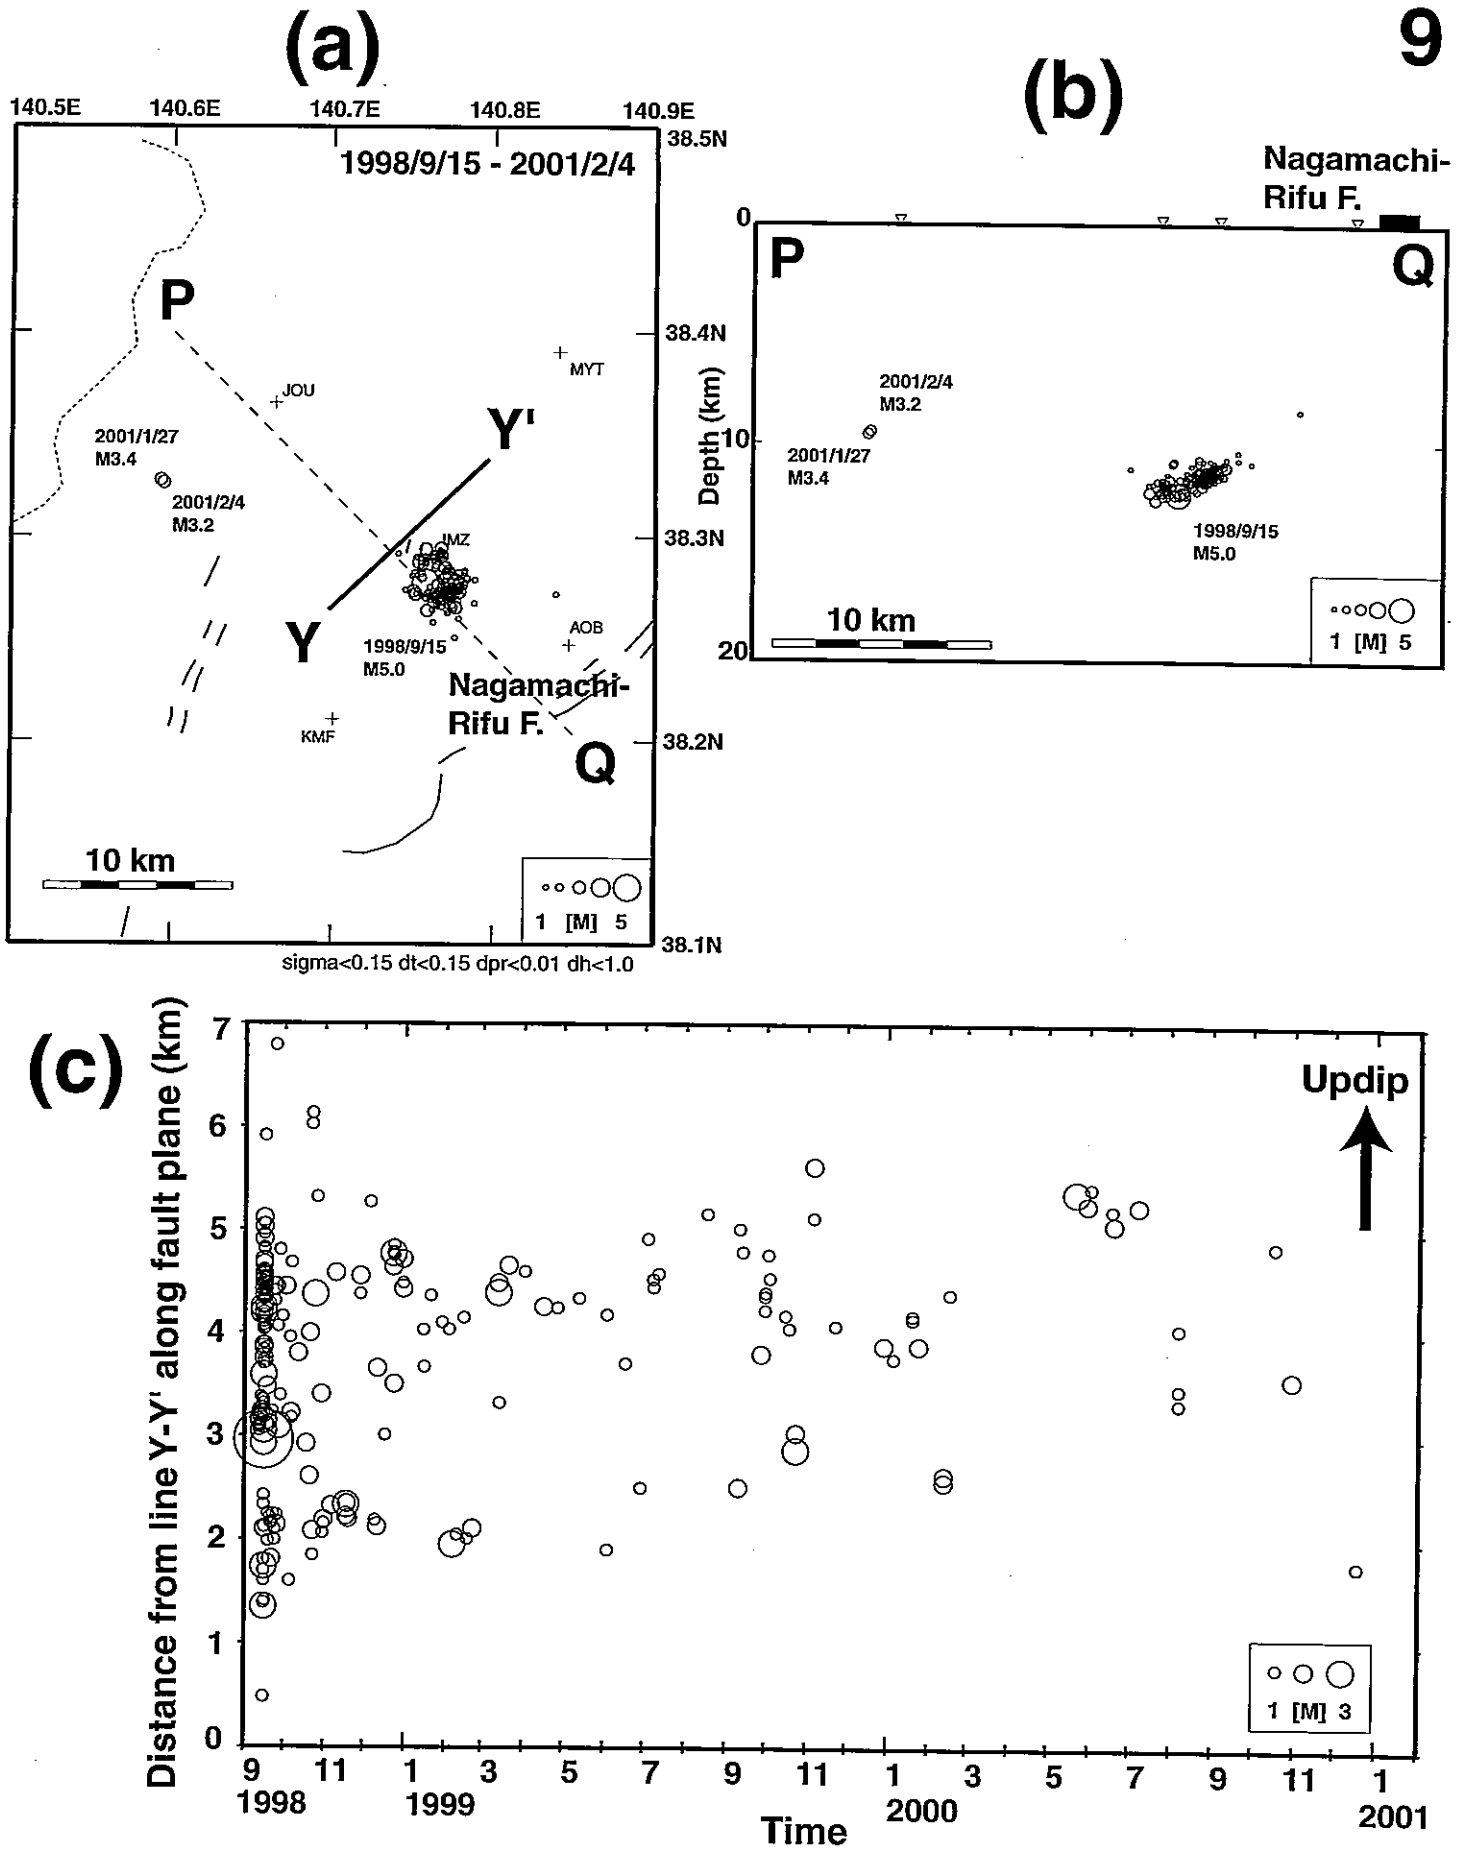 9
(a)
140.5E 140.6E 140.7E 140.8E 140.9E
38.5N
1998/9/15 - 2001/2/4
P
38.4N
MYT
JOU
Y'
2001/1/27
M3.4
2001/2/4
M3.2
38.3N
IMZ
Y
AOB
1998/9/15
M5.0
Nagamachi-
Rifu F.
KMF
38.2N
Q
10 km
1 [M] 5
38.1N
sigma<0.15 dt<0.15 dpr<0.01 dh<1.0
(b)
Nagamachi-
Rifu F.
0
P
Q
Depth (km)
2001/2/4
M3.2
10
2001/1/27
M3.4
1998/9/15
M5.0
10 km
1 [M] 5
20
(c)
Distance from line Y-Y' along fault plane (km)
7
Updip
6
5
4
3
2
1
0
1 [M] 3
9 11 1 3 5 7 9 11 1 3 5 7 9 11 1
1998 1999 2000 2001
Time